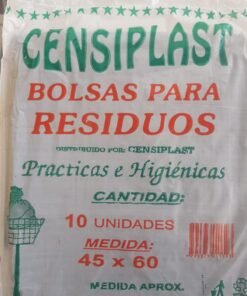 CENSIPLAST
BOLSAS PARA
RESIDUOS
DISTRIBUIDO POR: CENSIPLAST
Practicas e Higiénicas
CANTIDAD:
10 UNIDADES
MEDIDA:
45 x 60
MEDIDA APROX.